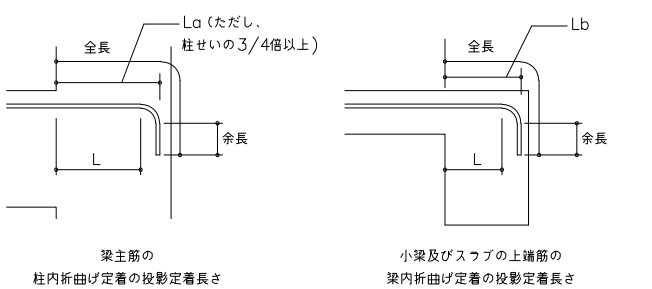 La（ただし、
柱せいの3/4倍以上）
全長
余長
L
梁主筋の
柱内折曲げ定着の投影定着長さ
Lb
全長
余長
L
小梁及びスラブの上端筋の
梁内折曲げ定着の投影定着長さ